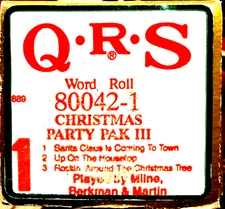 Q·R·S®
Word Roll
889
80042-1
CHRISTMAS
PARTY PAK III
1
1 Santa Claus Is Coming To Town
2 Up On The Housetop
3 Rockin Around The Christmas Tree
Played by Milne,
Berkman & Martin